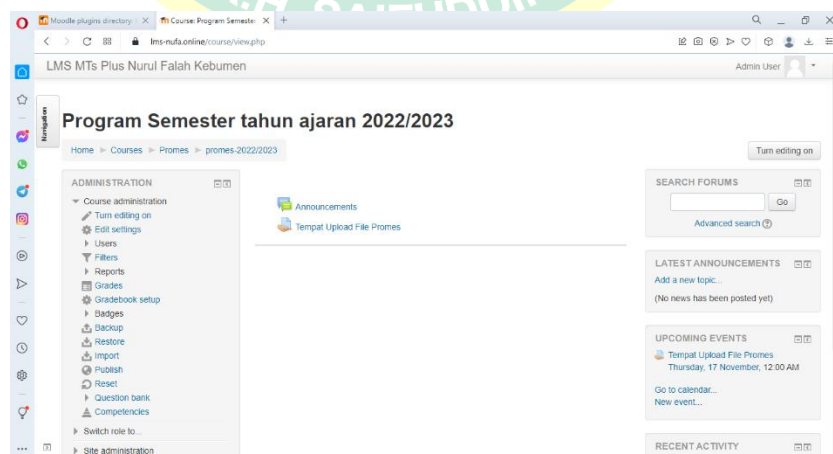 SAIFUDDIN
Moodle plugins directory:
Course: Program Semester
lms-nufa.online/course/view.php
LMS MTs Plus Nurul Falah Kebumen
Admin User
Navigation
Program Semester tahun ajaran 2022/2023
Home Courses Promes promes-2022/2023
Turn editing on
ADMINISTRATION
Course administration
Turn editing on
Edit settings
Users
Filters
Reports
Grades
Gradebook setup
Badges
Backup
Restore
Import
Publish
Reset
Question bank
Competencies
Switch role to...
Site administration
Announcements
Tempat Upload File Promes
SEARCH FORUMS
Go
Advanced search
LATEST ANNOUNCEMENTS
Add a new topic...
(No news has been posted yet)
UPCOMING EVENTS
Tempat Upload File Promes
Thursday, 17 November, 12:00 AM
Go to calendar...
New event...
RECENT ACTIVITY